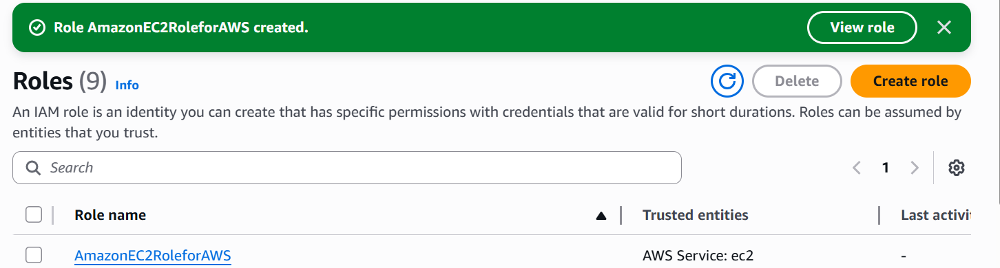 Role AmazonEC2RoleforAWS created.
View role
Roles (9) Info
Delete
Create role
An IAM role is an identity you can create that has specific permissions with credentials that are valid for short durations. Roles can be assumed by
entities that you trust.
Search
1
Role name
Trusted entities
Last activit
AmazonEC2RoleforAWS
AWS Service: ec2
-